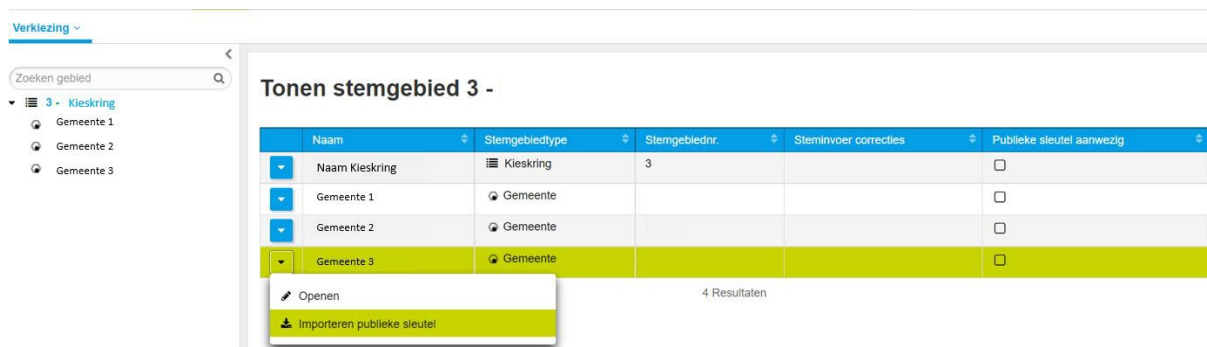 Verkiezing
Zoeken gebied
3 - Kieskring
Gemeente 1
Gemeente 2
Gemeente 3
Tonen stemgebied 3 -
Naam Stemgebiedtype Stemgebiednr. Steminvoer correcties Publieke sleutel aanwezig
Naam Kieskring Kieskring 3
Gemeente 1 Gemeente
Gemeente 2 Gemeente
Gemeente 3 Gemeente
Openen
4 Resultaten
Importeren publieke sleutel